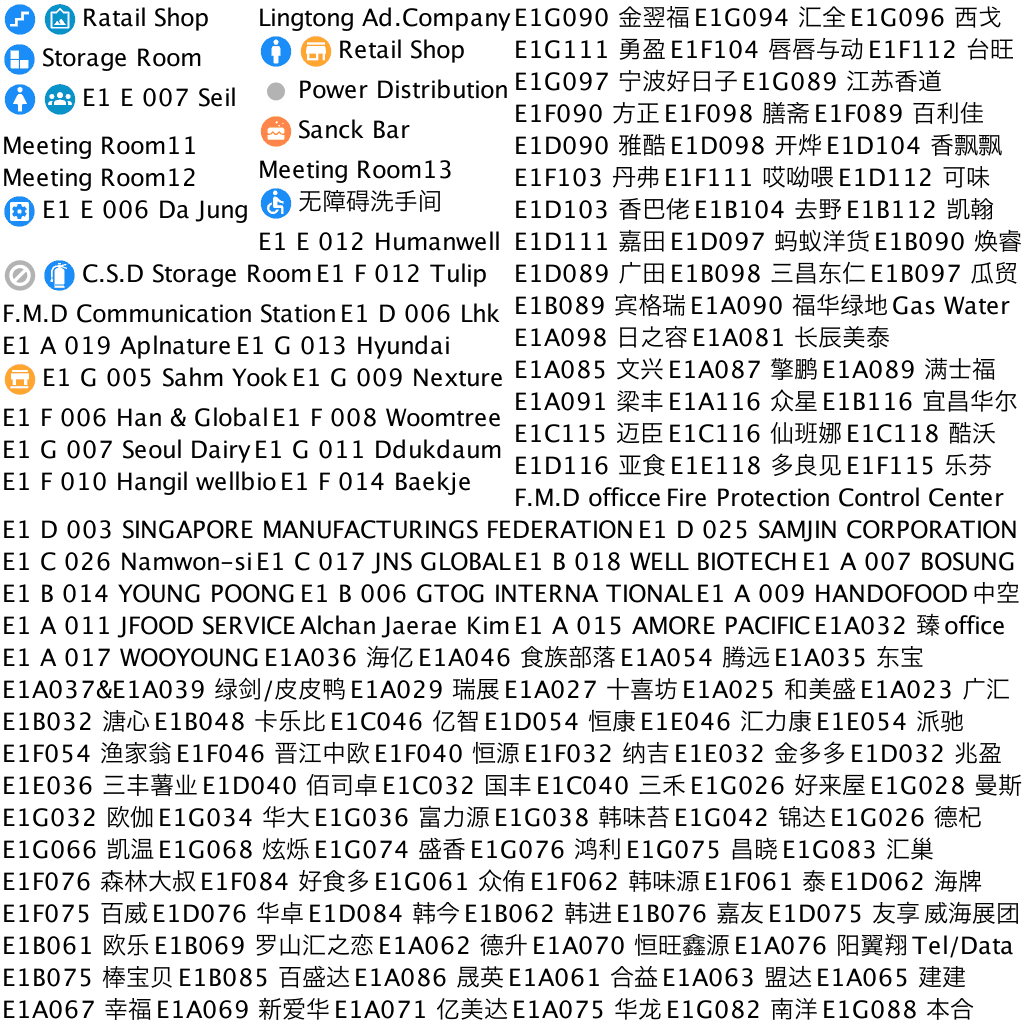 Ratail Shop
Storage Room
E1 E 007 Seil
Meeting Room11
Meeting Room12
E1 E 006 Da Jung
C.S.D Storage Room
F.M.D Communication Station
E1 A 019 Aplnature
E1 G 005 Sahm Yook
E1 F 006 Han & Global
E1 G 007 Seoul Dairy
E1 F 010 Hangil wellbio
Lingtong Ad.Company
Retail Shop
Power Distribution
Sanck Bar
Meeting Room13
无障碍洗手间
E1 E 012 Humanwell
E1 F 012 Tulip
E1 D 006 Lhk
E1 G 013 Hyundai
E1 G 009 Nexture
E1 F 008 Woomtree
E1 G 011 Ddukdaum
E1 F 014 Baekje
E1G090 金翌福 E1G094 汇全 E1G096 西戈
E1G111 勇盈 E1F104 唇唇与动 E1F112 台旺
E1G097 宁波好日子 E1G089 江苏香道
E1F090 方正 E1F098 膳斋 E1F089 百利佳
E1D090 雅酷 E1D098 开烨 E1D104 香飘飘
E1F103 丹弗 E1F111 哎呦喂 E1D112 可味
E1D103 香巴佬 E1B104 去野 E1B112 凯翰
E1D111 嘉田 E1D097 蚂蚁洋货 E1B090 焕睿
E1D089 广田 E1B098 三昌东仁 E1B097 瓜贸
E1B089 宾格瑞 E1A090 福华绿地 Gas Water
E1A098 日之容 E1A081 长辰美泰
E1A085 文兴 E1A087 擎鹏 E1A089 满士福
E1A091 梁丰 E1A116 众星 E1B116 宜昌华尔
E1C115 迈臣 E1C116 仙班娜 E1C118 酷沃
E1D116 亚食 E1E118 多良见 E1F115 乐芬
F.M.D officce Fire Protection Control Center
E1 D 003 SINGAPORE MANUFACTURINGS FEDERATION E1 D 025 SAMJIN CORPORATION
E1 C 026 Namwon-si E1 C 017 JNS GLOBAL E1 B 018 WELL BIOTECH E1 A 007 BOSUNG
E1 B 014 YOUNG POONG E1 B 006 GTOG INTERNA TIONAL E1 A 009 HANDOFOOD 中空
E1 A 011 JFOOD SERVICE Alchan Jaerae Kim E1 A 015 AMORE PACIFIC E1A032 臻 office
E1 A 017 WOOYOUNG E1A036 海亿 E1A046 食族部落 E1A054 腾远 E1A035 东宝
E1A037&E1A039 绿剑/皮皮鸭 E1A029 瑞展 E1A027 十喜坊 E1A025 和美盛 E1A023 广汇
E1B032 溏心 E1B048 卡乐比 E1C046 亿智 E1D054 恒康 E1E046 汇力康 E1E054 派驰
E1F054 渔家翁 E1F046 晋江中欧 E1F040 恒源 E1F032 纳吉 E1E032 金多多 E1D032 兆盈
E1E036 三丰薯业 E1D040 佰司卓 E1C032 国丰 E1C040 三禾 E1G026 好来屋 E1G028 曼斯
E1G032 欧伽 E1G034 华大 E1G036 富力源 E1G038 韩味苔 E1G042 锦达 E1G026 德杞
E1G066 凯温 E1G068 炫烁 E1G074 盛香 E1G076 鸿利 E1G075 昌晓 E1G083 汇巢
E1F076 森林大叔 E1F084 好食多 E1G061 众侑 E1F062 韩味源 E1F061 泰 E1D062 海牌
E1F075 百威 E1D076 华卓 E1D084 韩今 E1B062 韩进 E1B076 嘉友 E1D075 友享 威海展团
E1B061 欧乐 E1B069 罗山汇之恋 E1A062 德升 E1A070 恒旺鑫源 E1A076 阳翼翔 Tel/Data
E1B075 棒宝贝 E1B085 百盛达 E1A086 晟英 E1A061 合益 E1A063 盟达 E1A065 建建
E1A067 幸福 E1A069 新爱华 E1A071 亿美达 E1A075 华龙 E1G082 南洋 E1G088 本合